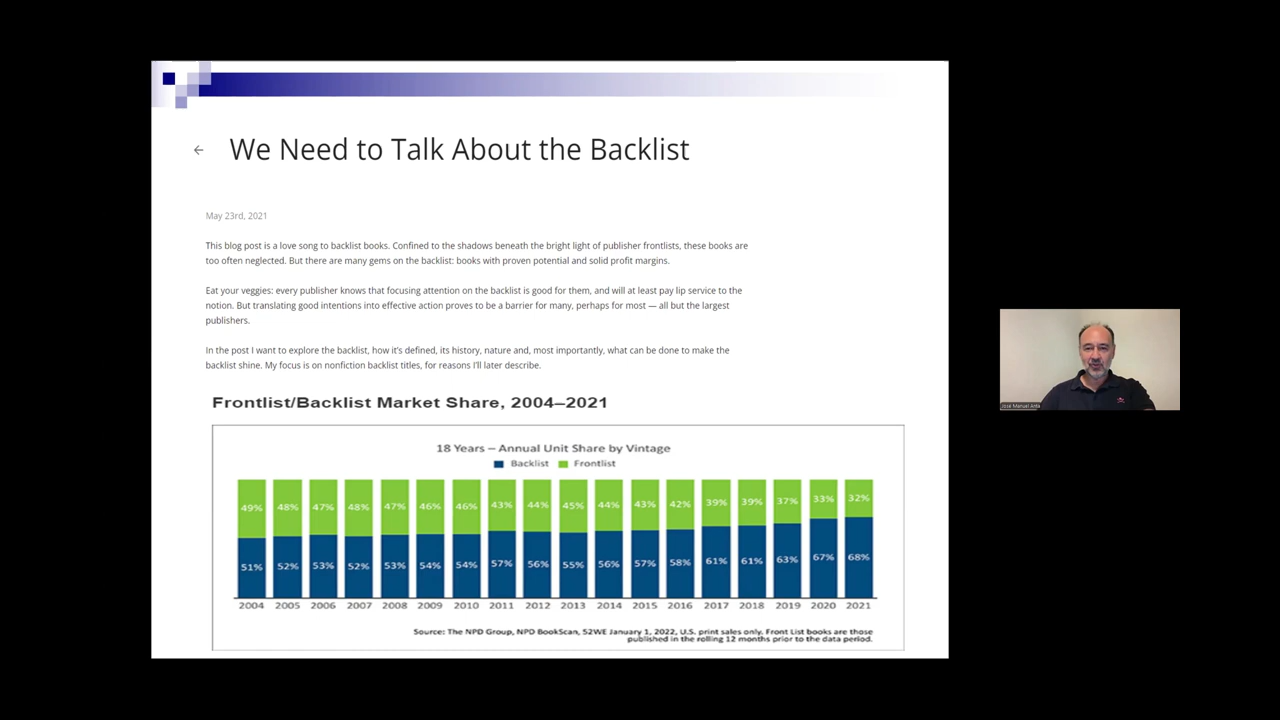 We Need to Talk About the Backlist
May 23rd, 2021
This blog post is a love song to backlist books. Confined to the shadows beneath the bright light of publisher frontlists, these books are
too often neglected. But there are many gems on the backlist: books with proven potential and solid profit margins.
Eat your veggies: every publisher knows that focusing attention on the backlist is good for them, and will at least pay lip service to the
notion. But translating good intentions into effective action proves to be a barrier for many, perhaps for most — all but the largest
publishers.
In the post I want to explore the backlist, how it's defined, its history, nature and, most importantly, what can be done to make the
backlist shine. My focus is on nonfiction backlist titles, for reasons I'll later describe.
Frontlist/Backlist Market Share, 2004–2021
18 Years – Annual Unit Share by Vintage
Backlist Frontlist
49% 48% 47% 48% 47% 46% 46% 43% 44% 45% 44% 43% 42% 39% 39% 37% 33% 32%
51% 52% 53% 52% 53% 54% 54% 57% 56% 55% 56% 57% 58% 61% 61% 63% 67% 68%
2004 2005 2006 2007 2008 2009 2010 2011 2012 2013 2014 2015 2016 2017 2018 2019 2020 2021
Source: The NPD Group, NPD BookScan, 52WE January 1, 2022, U.S. print sales only. Front List books are those
published in the rolling 12 months prior to the data period.
José Manuel